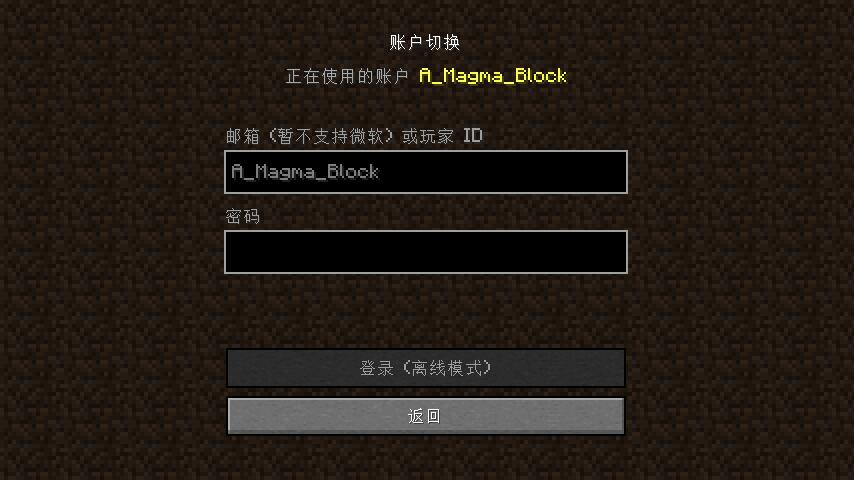 账户切换
正在使用的账户 A_Magma_Block
邮箱（暂不支持微软）或玩家 ID
A_Magma_Block
密码
登录（离线模式）
返回